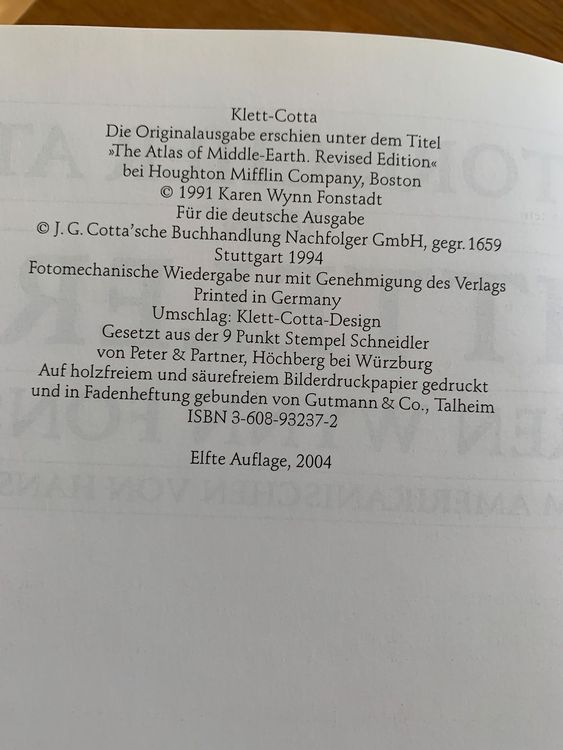 Klett-Cotta
Die Originalausgabe erschien unter dem Titel
»The Atlas of Middle-Earth. Revised Edition«
bei Houghton Mifflin Company, Boston
© 1991 Karen Wynn Fonstadt
Für die deutsche Ausgabe
© J. G. Cotta'sche Buchhandlung Nachfolger GmbH, gegr. 1659
Stuttgart 1994
Fotomechanische Wiedergabe nur mit Genehmigung des Verlags
Printed in Germany
Umschlag: Klett-Cotta-Design
Gesetzt aus der 9 Punkt Stempel Schneidler
von Peter & Partner, Höchberg bei Würzburg
Auf holzfreiem und säurefreiem Bilderdruckpapier gedruckt
und in Fadenheftung gebunden von Gutmann & Co., Talheim
ISBN 3-608-93237-2
Elfte Auflage, 2004